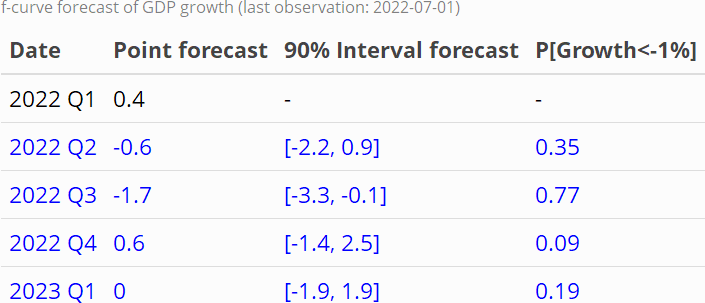 f-curve forecast of GDP growth (last observation: 2022-07-01)
Date Point forecast 90% Interval forecast P[Growth<-1%]
2022 Q1 0.4 - -
2022 Q2 -0.6 [-2.2, 0.9] 0.35
2022 Q3 -1.7 [-3.3, -0.1] 0.77
2022 Q4 0.6 [-1.4, 2.5] 0.09
2023 Q1 0 [-1.9, 1.9] 0.19